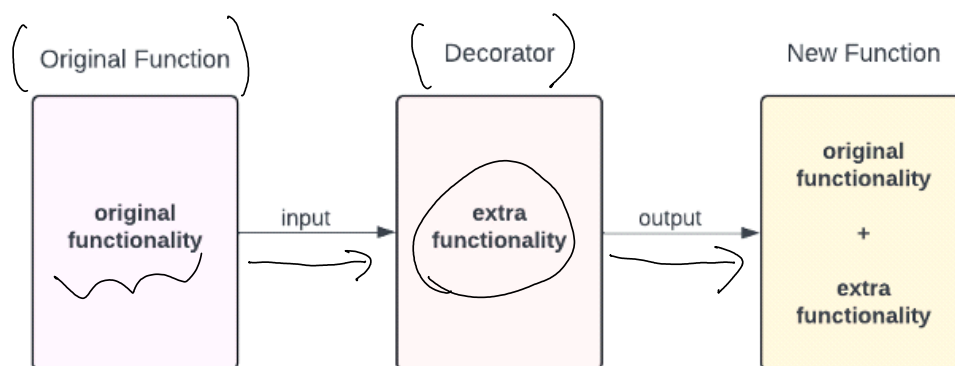 Original Function
Decorator
New Function
original
functionality
input
extra
functionality
output
original
functionality
+
extra
functionality